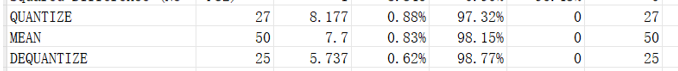 QUANTIZE 27 8.177 0.88% 97.32% 0 27
MEAN 50 7.7 0.83% 98.15% 0 50
DEQUANTIZE 25 5.737 0.62% 98.77% 0 25